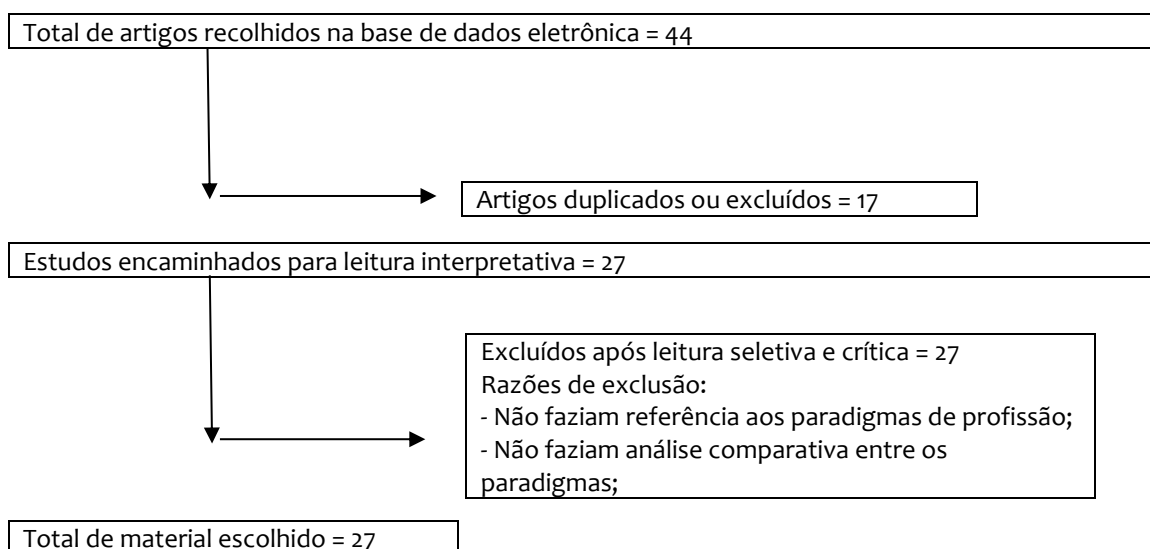 Total de artigos recolhidos na base de dados eletrônica = 44
Artigos duplicados ou excluídos = 17
Estudos encaminhados para leitura interpretativa = 27
Excluídos após leitura seletiva e crítica = 27
Razões de exclusão:
- Não faziam referência aos paradigmas de profissão;
- Não faziam análise comparativa entre os
paradigmas;
Total de material escolhido = 27